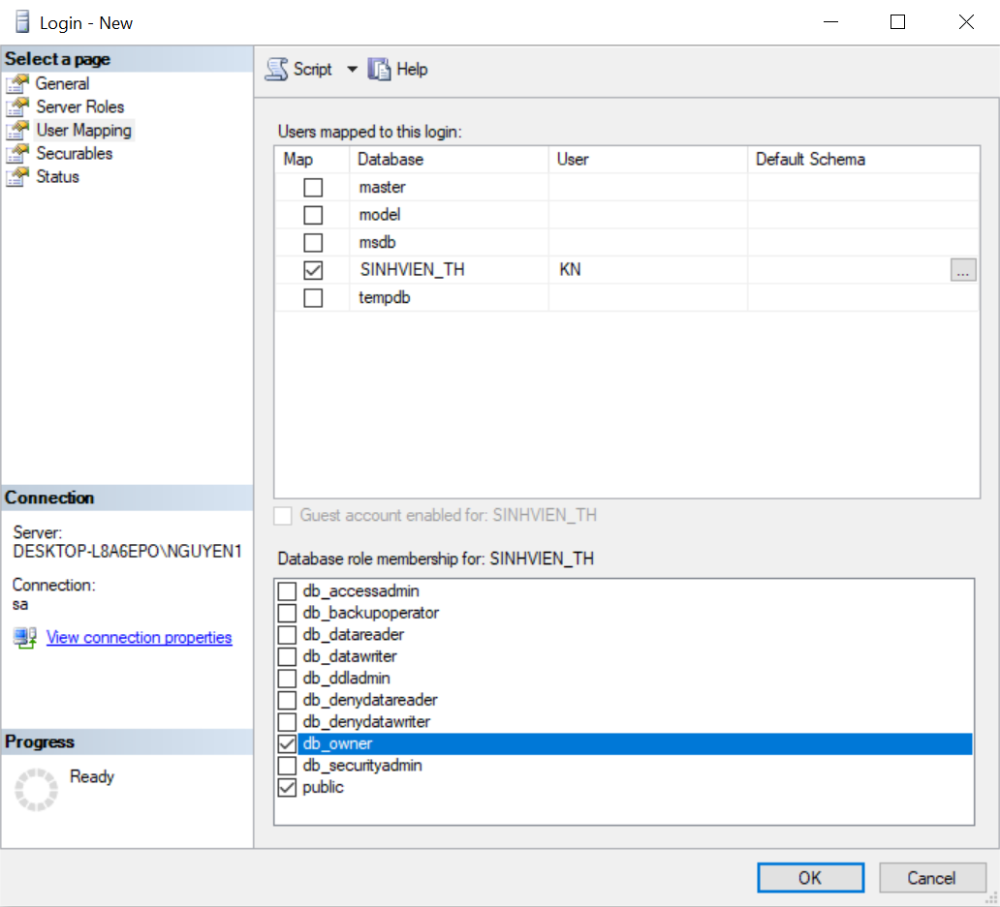 Login - New
Select a page
General
Server Roles
User Mapping
Securables
Status
Script
Help
Users mapped to this login:
Map Database User Default Schema
master
model
msdb
SINHVIEN_TH KN ...
tempdb
Guest account enabled for: SINHVIEN_TH
Database role membership for: SINHVIEN_TH
db_accessadmin
db_backupoperator
db_datareader
db_datawriter
db_ddladmin
db_denydatareader
db_denydatawriter
db_owner
db_securityadmin
public
Connection
Server:
DESKTOP-L8A6EPO\NGUYEN1
Connection:
sa
View connection properties
Progress
Ready
OK
Cancel